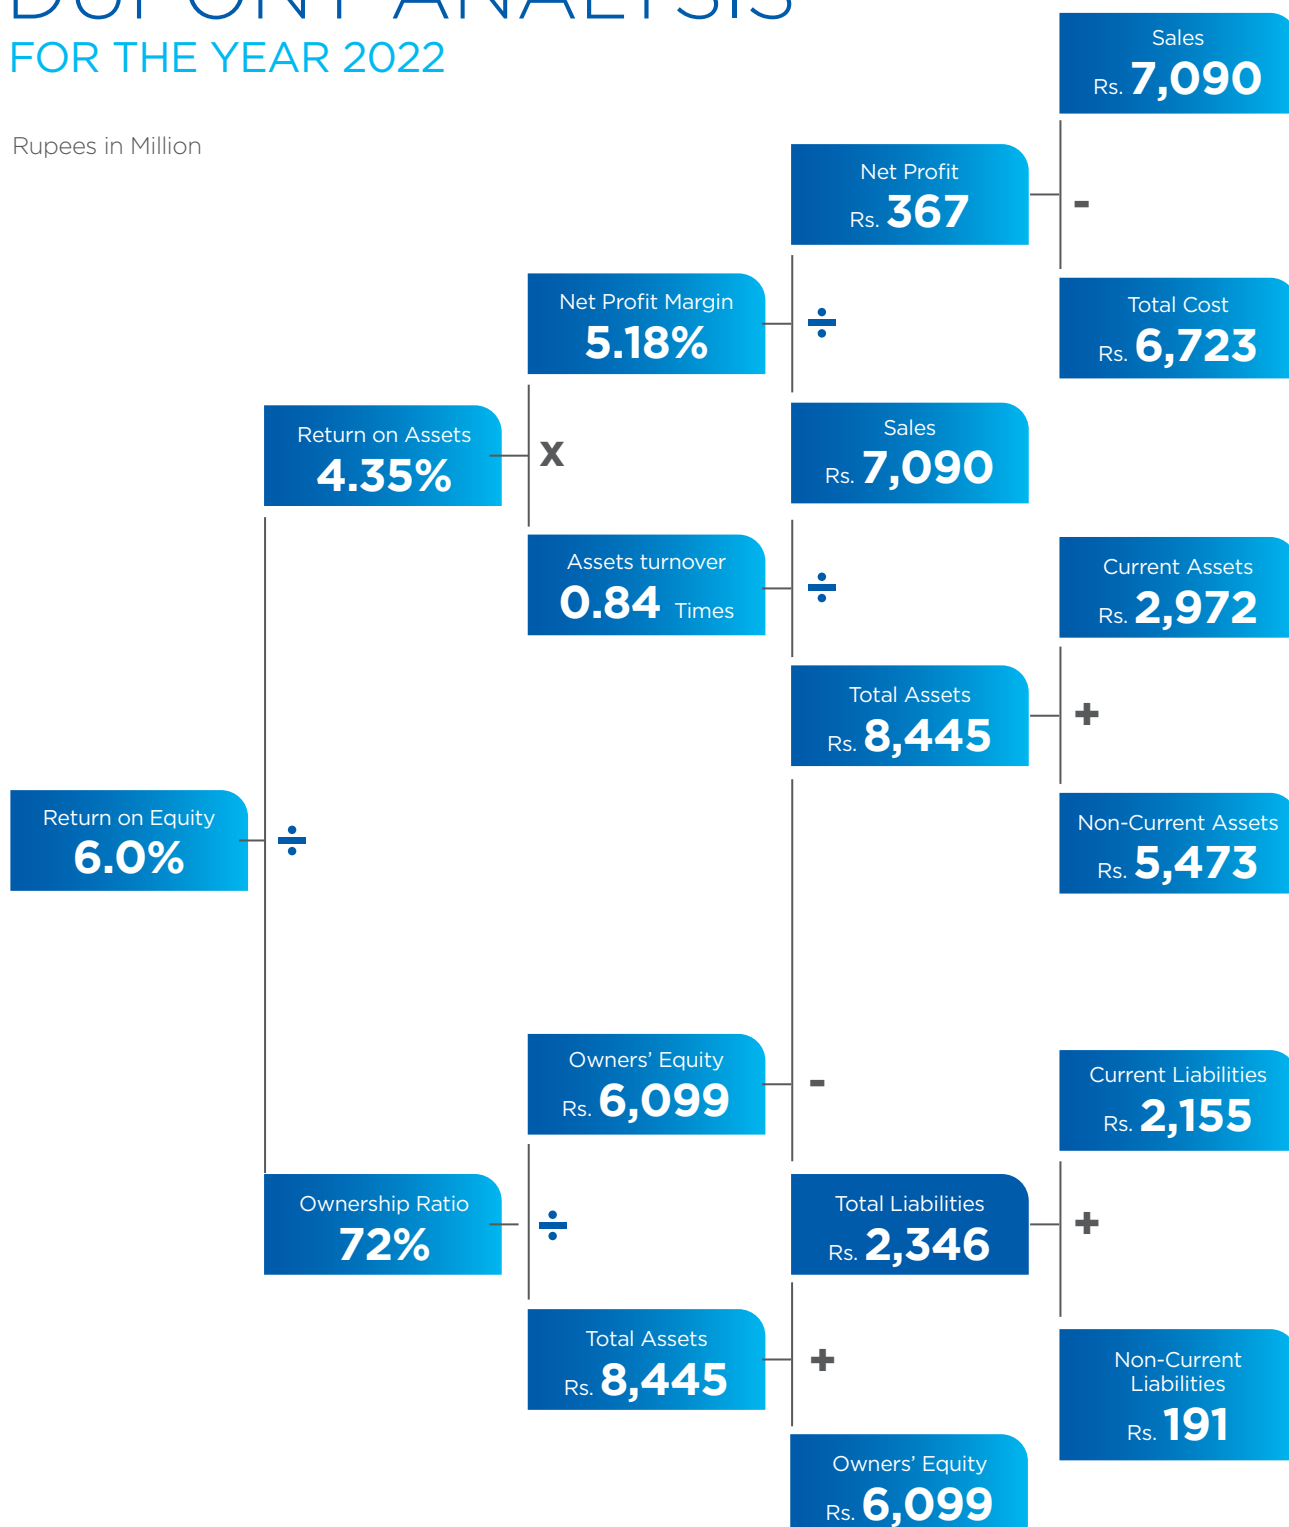 DUPONT ANALYSIS
FOR THE YEAR 2022
Rupees in Million
Sales
Rs. 7,090
-
Total Cost
Rs. 6,723
Net Profit
Rs. 367
÷
Sales
Rs. 7,090
Net Profit Margin
5.18%
x
Assets turnover
0.84 Times
÷
Total Assets
Rs. 8,445
Current Assets
Rs. 2,972
+
Non-Current Assets
Rs. 5,473
Return on Assets
4.35%
Return on Equity
6.0%
÷
Ownership Ratio
72%
Owners’ Equity
Rs. 6,099
-
÷
Total Assets
Rs. 8,445
Total Liabilities
Rs. 2,346
+
Owners’ Equity
Rs. 6,099
Current Liabilities
Rs. 2,155
+
Non-Current
Liabilities
Rs. 191